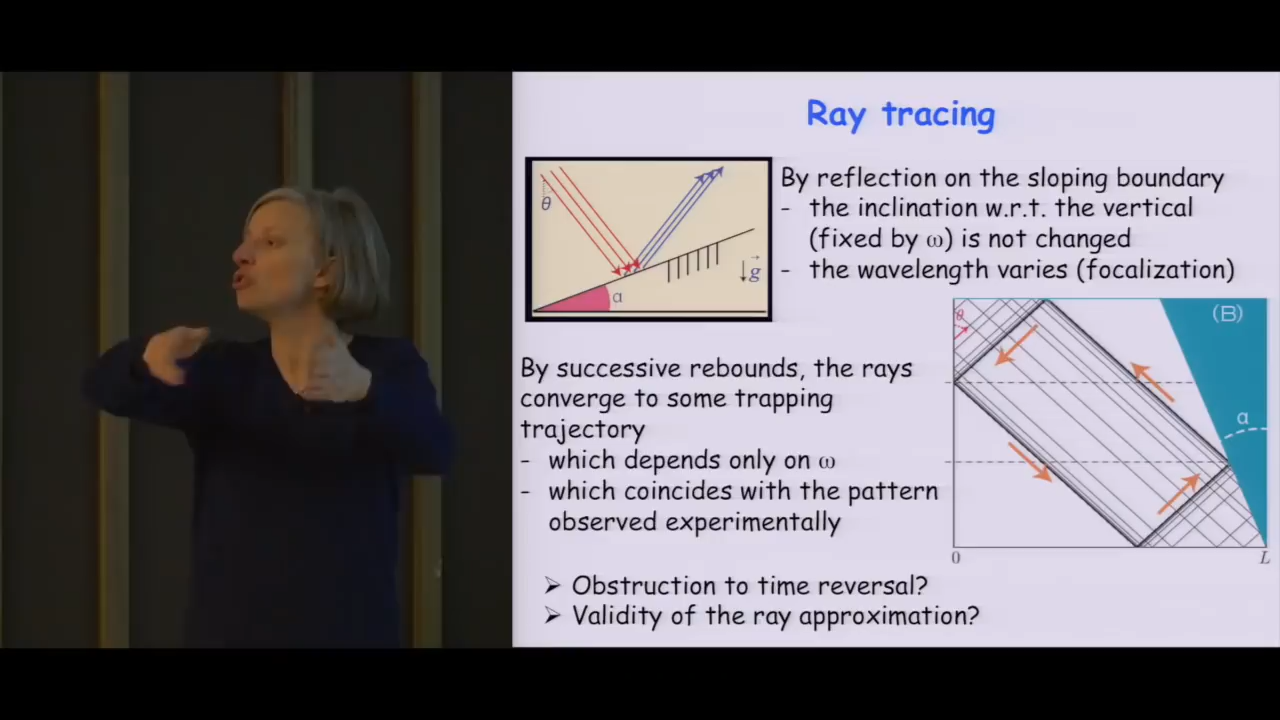 Ray tracing
θ
α
g
By reflection on the sloping boundary
- the inclination w.r.t. the vertical
(fixed by ω) is not changed
- the wavelength varies (focalization)
By successive rebounds, the rays
converge to some trapping
trajectory
- which depends only on ω
- which coincides with the pattern
observed experimentally
θ
(B)
α
0
L
➢ Obstruction to time reversal?
➢ Validity of the ray approximation?